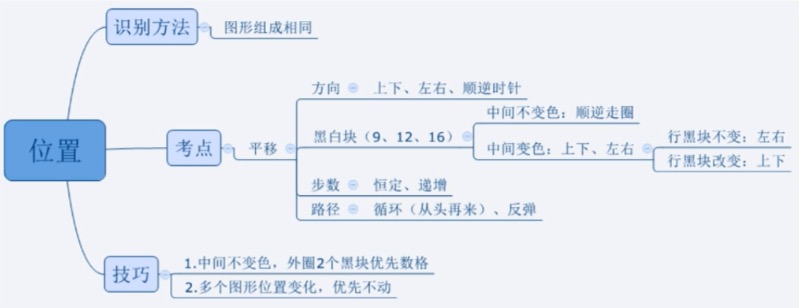 位置
识别方法
图形组成相同
考点
平移
方向
上下、左右、顺逆时针
黑白块（9、12、16）
中间不变色：顺逆走圈
中间变色：上下、左右
行黑块不变：左右
行黑块改变：上下
步数
恒定、递增
路径
循环（从头再来）、反弹
技巧
1.中间不变色，外圈2个黑块优先数格
2.多个图形位置变化，优先不动